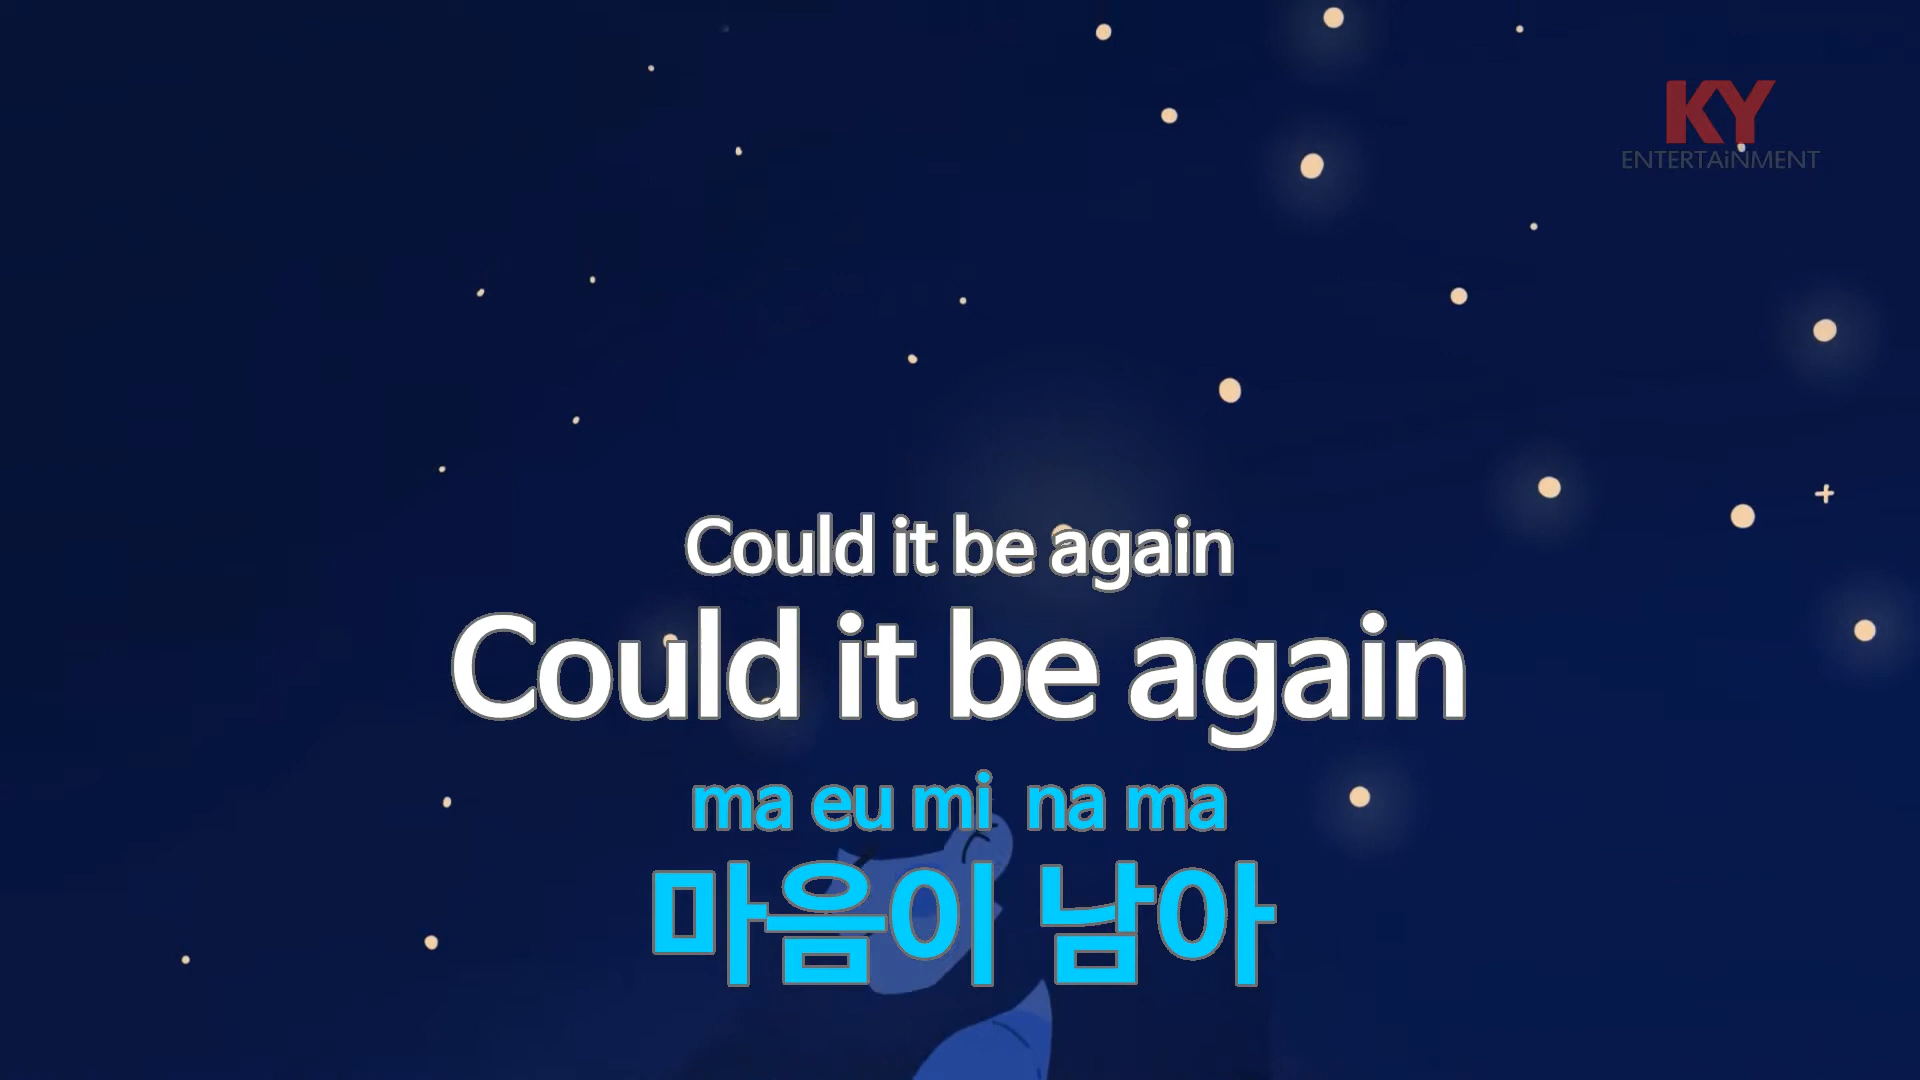 KY
ENTERTAiNMENT
Could it be again
Could it be again
ma eu mi na ma
마음이 남아